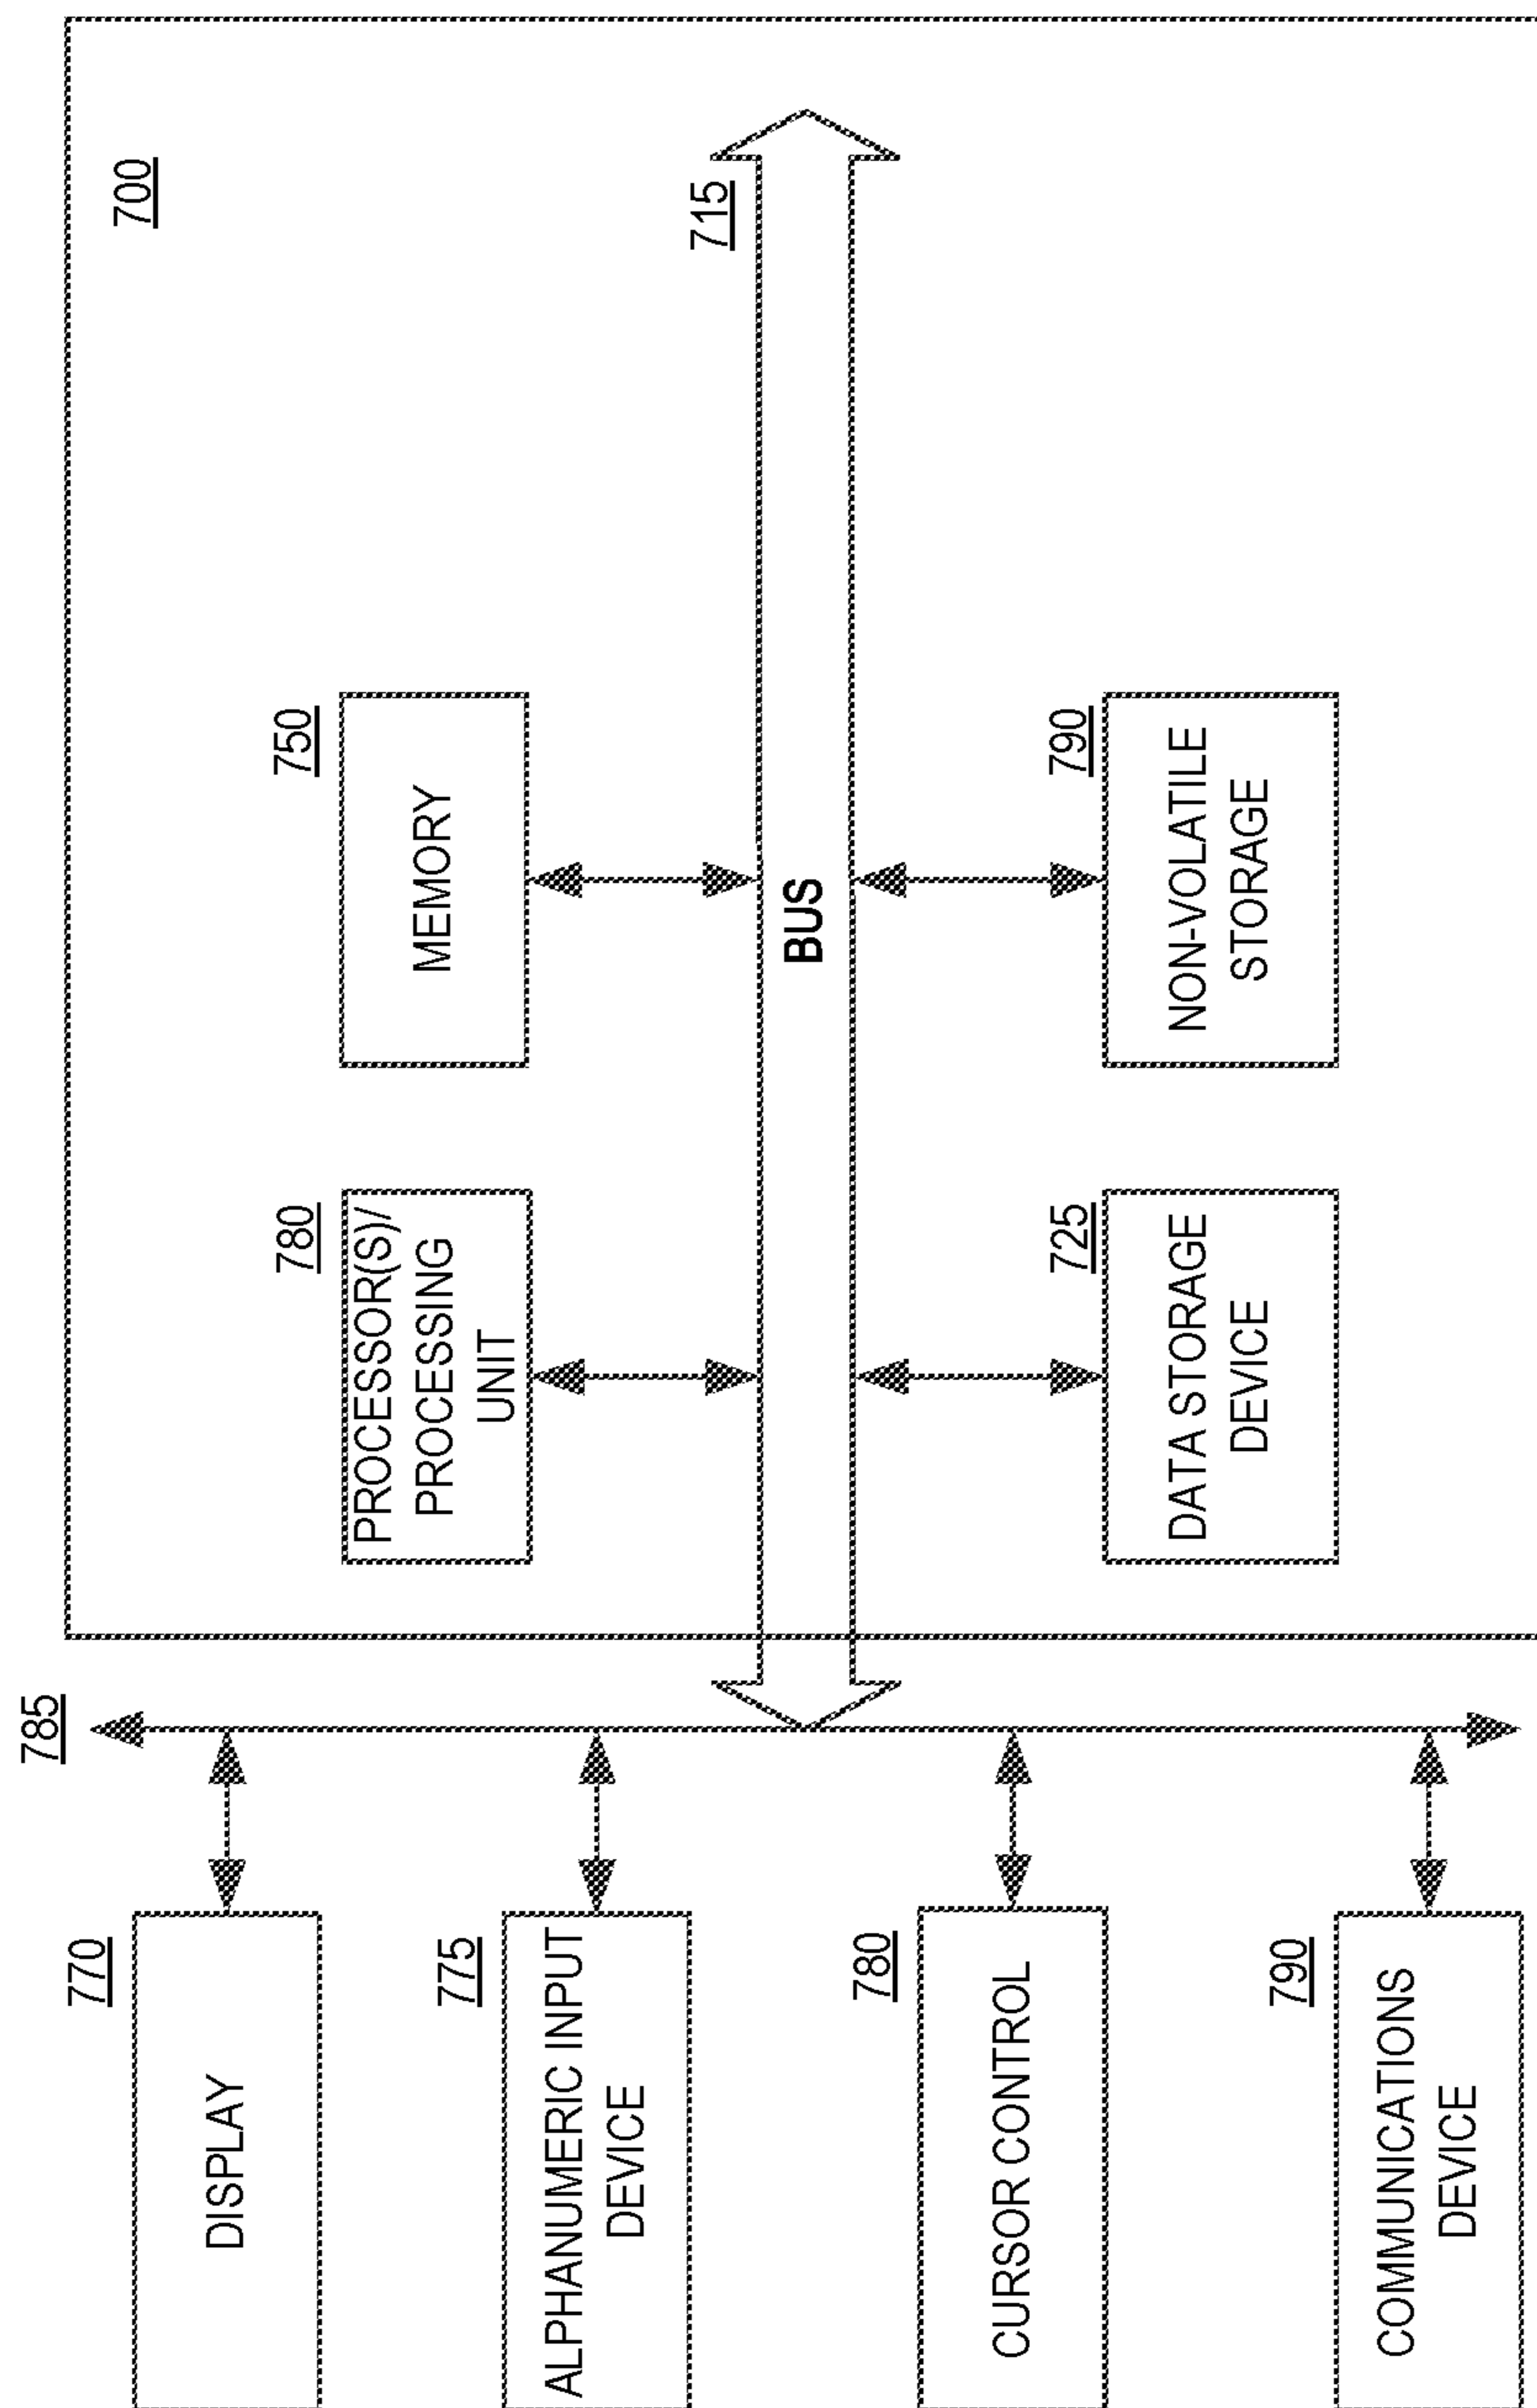 785
770
700
DISPLAY
780
PROCESSOR(S)/
PROCESSING
UNIT
750
MEMORY
775
ALPHANUMERIC INPUT
DEVICE
715
BUS
780
CURSOR CONTROL
725
DATA STORAGE
DEVICE
790
NON-VOLATILE
STORAGE
790
COMMUNICATIONS
DEVICE